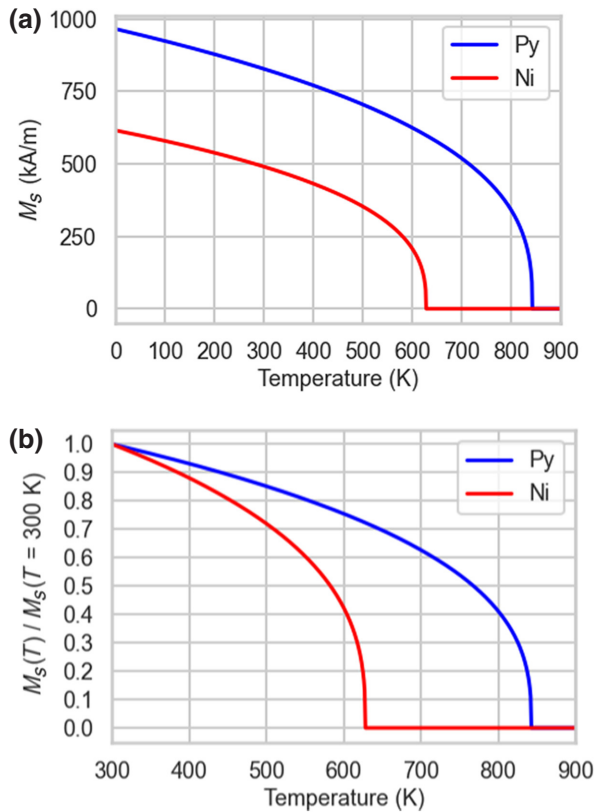 (a)
1000
750
500
250
0
Mₛ (kA/m)
Py
Ni
0 100 200 300 400 500 600 700 800 900
Temperature (K)
(b)
1.0
0.9
0.8
0.7
0.6
0.5
0.4
0.3
0.2
0.1
0.0
Mₛ(T) / Mₛ(T = 300 K)
Py
Ni
300 400 500 600 700 800 900
Temperature (K)